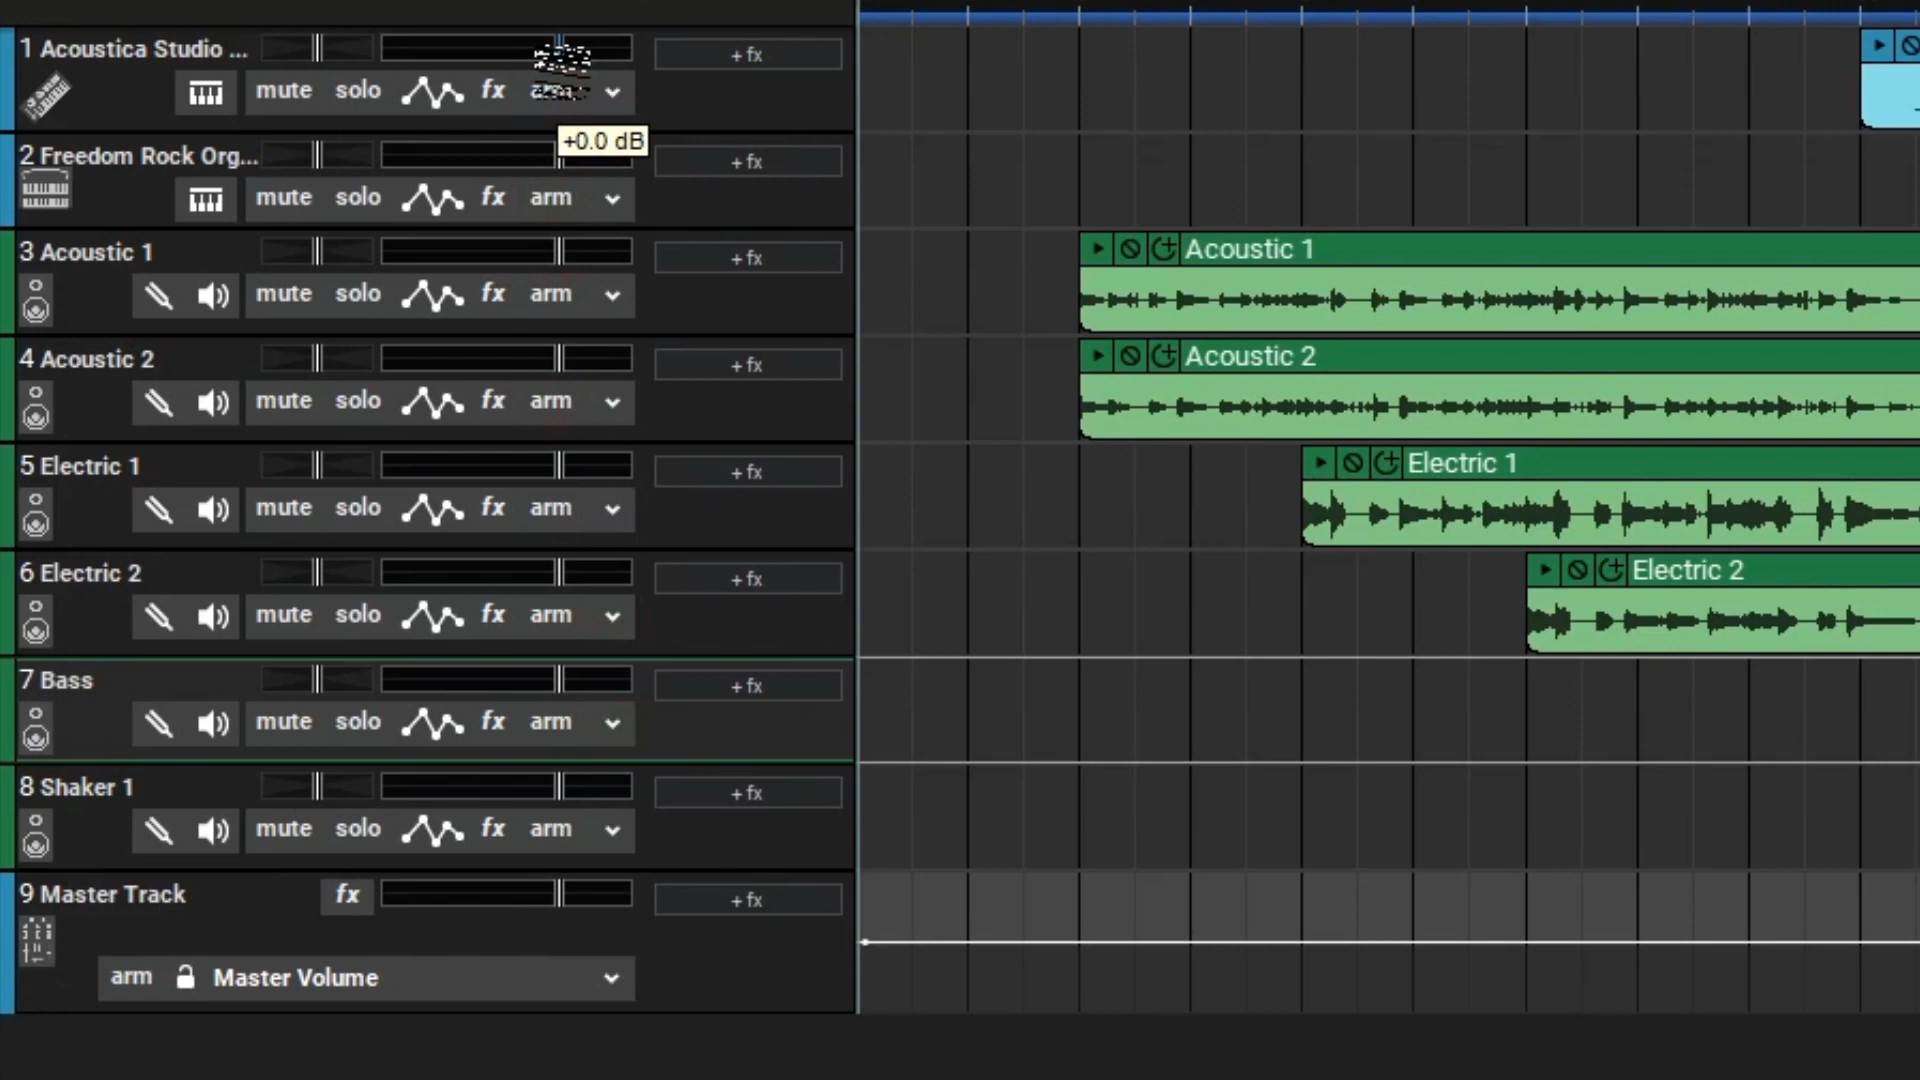 1 Acoustica Studio ...
+ fx
mute solo fx
+0.0 dB
2 Freedom Rock Org...
+ fx
mute solo fx arm
3 Acoustic 1
+ fx
mute solo fx arm
Acoustic 1
4 Acoustic 2
+ fx
mute solo fx arm
Acoustic 2
5 Electric 1
+ fx
mute solo fx arm
Electric 1
6 Electric 2
+ fx
mute solo fx arm
Electric 2
7 Bass
+ fx
mute solo fx arm
8 Shaker 1
+ fx
mute solo fx arm
9 Master Track
fx
+ fx
arm Master Volume